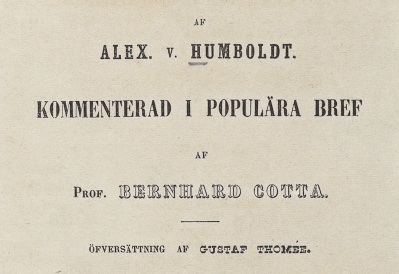 AF
ALEX. v. HUMBOLDT.
KOMMENTERAD I POPULÄRA BREF
AF
PROF. BERNHARD COTTA.
ÖFVERSÄTTNING AF GUSTAF THOMÉE.